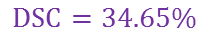 DSC = 34.65%